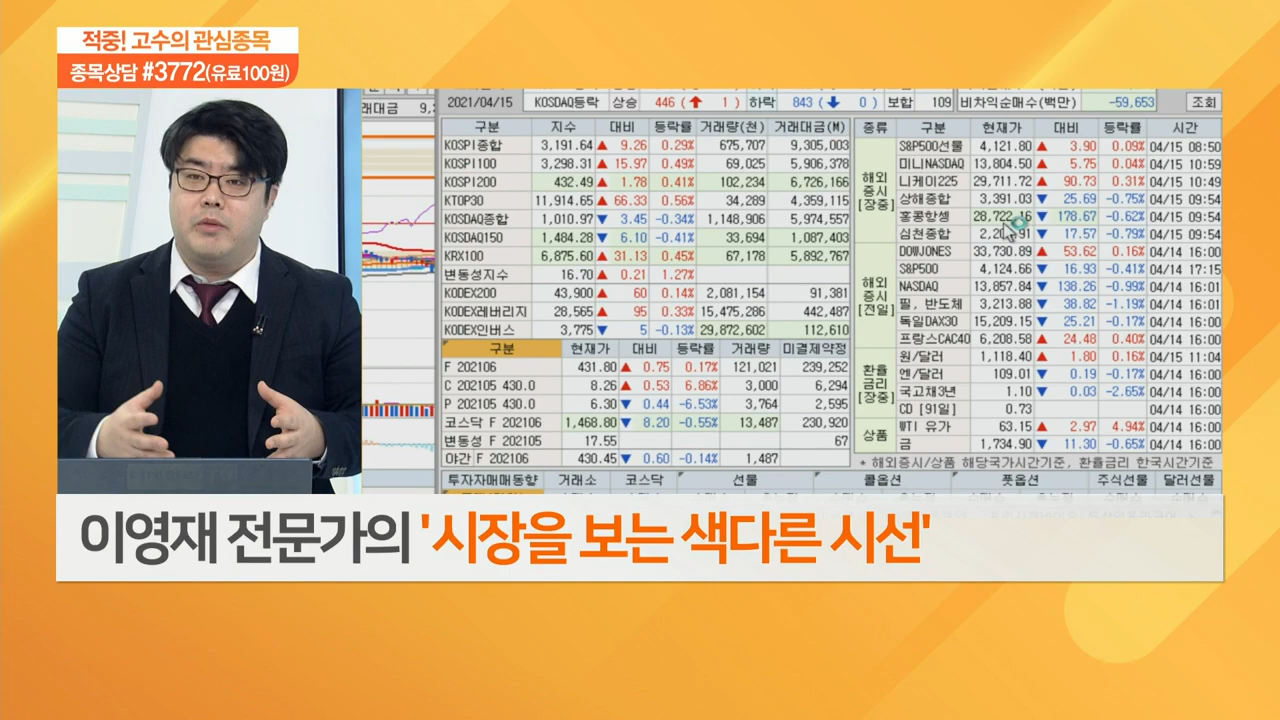 적중! 고수의 관심종목
종목상담 #3772(유료100원)
래대금 9,
2021/04/15 KOSDAQ등락 상승 446 ( 1 ) 하락 843 ( 0 ) 보합 109 비차익순매수(백만) -59,653 조회
구분 지수 대비 등락률 거래량(천) 거래대금(M)
KOSPI종합 3,191.64 ▲ 9.26 0.29% 675,707 9,305,003
KOSPI100 3,298.31 ▲ 15.97 0.49% 69,025 5,906,378
KOSPI200 432.49 ▲ 1.78 0.41% 102,234 6,726,166
KTOP30 11,914.65 ▲ 66.33 0.56% 34,289 4,359,115
KOSDAQ종합 1,010.97 ▼ 3.45 -0.34% 1,148,906 5,974,557
KOSDAQ150 1,484.28 ▼ 6.10 -0.41% 33,694 1,087,403
KRX100 6,875.60 ▲ 31.13 0.45% 67,178 5,892,767
변동성지수 16.70 ▲ 0.21 1.27%
KODEX200 43,900 ▲ 60 0.14% 2,081,154 91,381
KODEX레버리지 28,565 ▲ 95 0.33% 15,475,286 442,487
KODEX인버스 3,775 ▼ 5 -0.13% 29,872,602 112,610
구분 현재가 대비 등락률 거래량 미결제약정
F 202106 431.80 ▲ 0.75 0.17% 121,021 239,252
C 202105 430.0 8.26 ▲ 0.53 6.86% 3,000 6,294
P 202105 430.0 6.30 ▼ 0.44 -6.53% 3,764 2,595
코스닥 F 202106 1,468.80 ▼ 8.20 -0.55% 13,487 230,920
변동성 F 202105 17.55 67
야간 F 202106 430.45 ▼ 0.60 -0.14% 1,487
종류 구분 현재가 대비 등락률 시간
해외
증시
[장중]
S&P500선물 4,121.80 ▲ 3.90 0.09% 04/15 08:50
미니NASDAQ 13,804.50 ▲ 5.75 0.04% 04/15 10:59
니케이225 29,711.72 ▲ 90.73 0.31% 04/15 10:49
상해종합 3,391.03 ▼ 25.69 -0.75% 04/15 09:54
홍콩항셍 28,722.16 ▼ 178.67 -0.62% 04/15 09:54
심천종합 ▼ 17.57 -0.79% 04/15 09:54
해외
증시
[전일]
DOWJONES 33,730.89 ▲ 53.62 0.16% 04/14 16:00
S&P500 4,124.66 ▼ 16.93 -0.41% 04/14 17:15
NASDAQ 13,857.84 ▼ 138.26 -0.99% 04/14 16:01
필, 반도체 3,213.88 ▼ 38.82 -1.19% 04/14 16:01
독일DAX30 15,209.15 ▼ 25.21 -0.17% 04/14 16:01
프랑스CAC40 6,208.58 ▲ 24.48 0.40% 04/14 16:00
환율
금리
[장중]
원/달러 1,118.40 ▲ 1.80 0.16% 04/15 11:04
엔/달러 109.01 ▼ 0.19 -0.17% 04/14 16:00
국고채3년 1.10 ▼ 0.03 -2.65% 04/14 16:00
CD [91일] 0.73 04/14 16:00
상품
WTI 유가 63.15 ▲ 2.97 4.94% 04/14 16:00
금 1,734.90 ▼ 11.30 -0.65% 04/14 16:00
* 해외증시/상품 해당국가시간기준, 환율금리 한국시간기준
투자자매매동향 거래소 코스닥 선물 콜옵션 풋옵션 주식선물 달러선물
이영재 전문가의 '시장을 보는 색다른 시선'